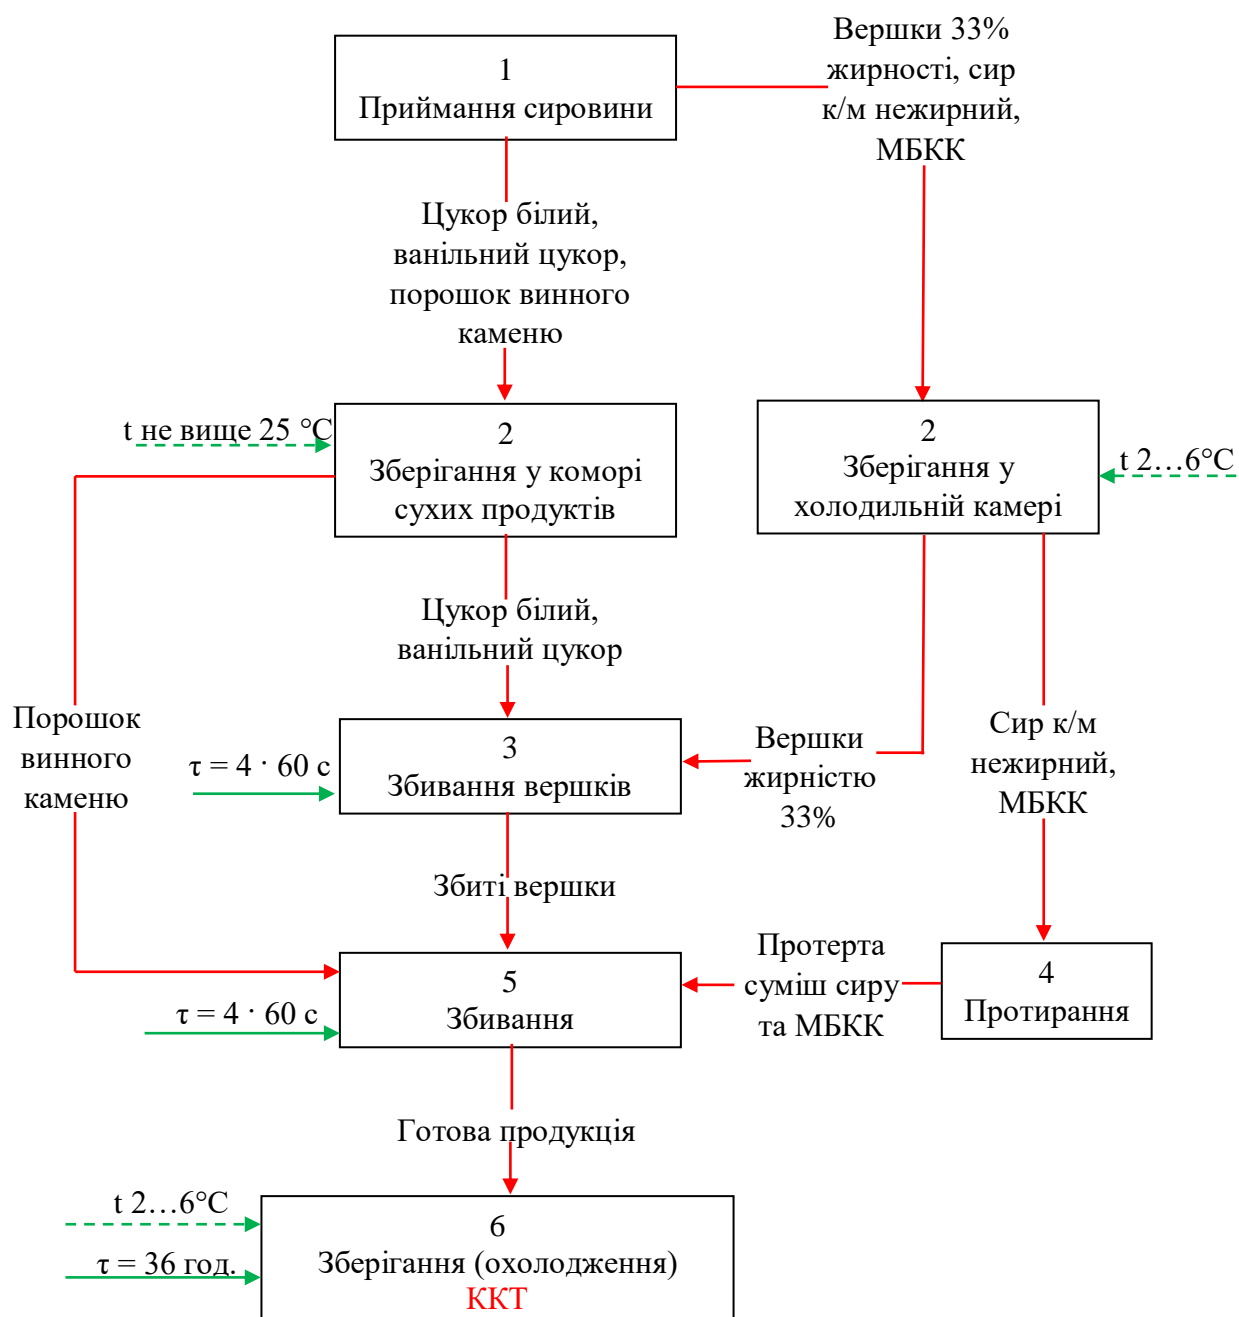 1
Приймання сировини
Вершки 33%
жирності, сир
к/м нежирний,
МБКК
Цукор білий,
ванільний цукор,
порошок винного
каменю
t не вище 25 °C
2
Зберігання у коморі
сухих продуктів
2
Зберігання у
холодильній камері
t 2…6°C
Цукор білий,
ванільний цукор
Порошок
винного
каменю
τ = 4 · 60 с
3
Збивання вершків
Вершки
жирністю
33%
Сир к/м
нежирний,
МБКК
Збиті вершки
τ = 4 · 60 с
5
Збивання
Протерта
суміш сиру
та МБКК
4
Протирання
Готова продукція
t 2…6°C
τ = 36 год.
6
Зберігання (охолодження)
ККТ